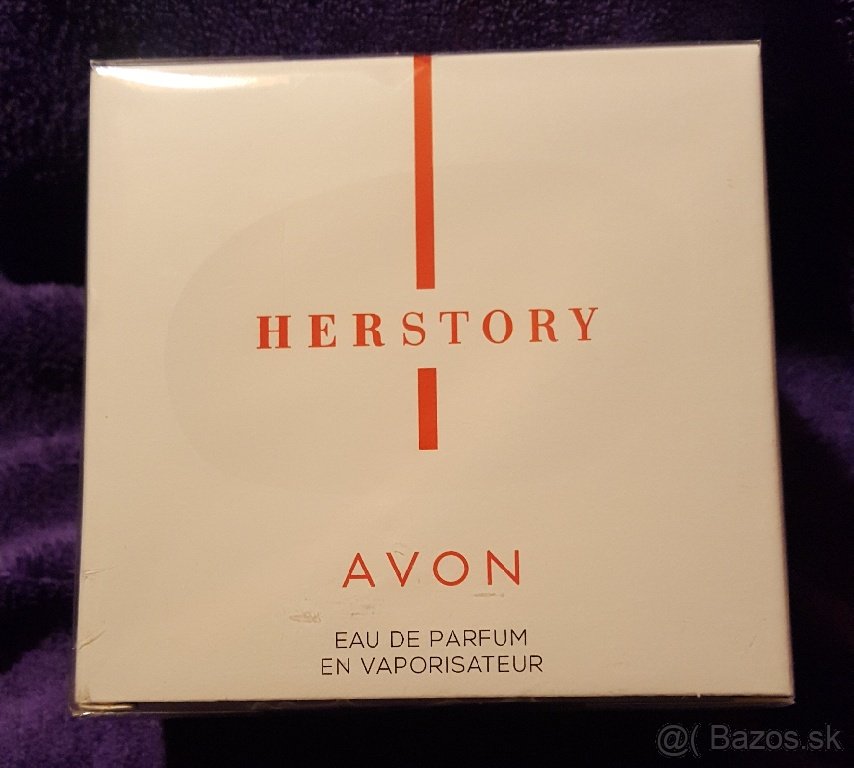 HERSTORY
AVON
EAU DE PARFUM
EN VAPORISATEUR
@( Bazos.sk